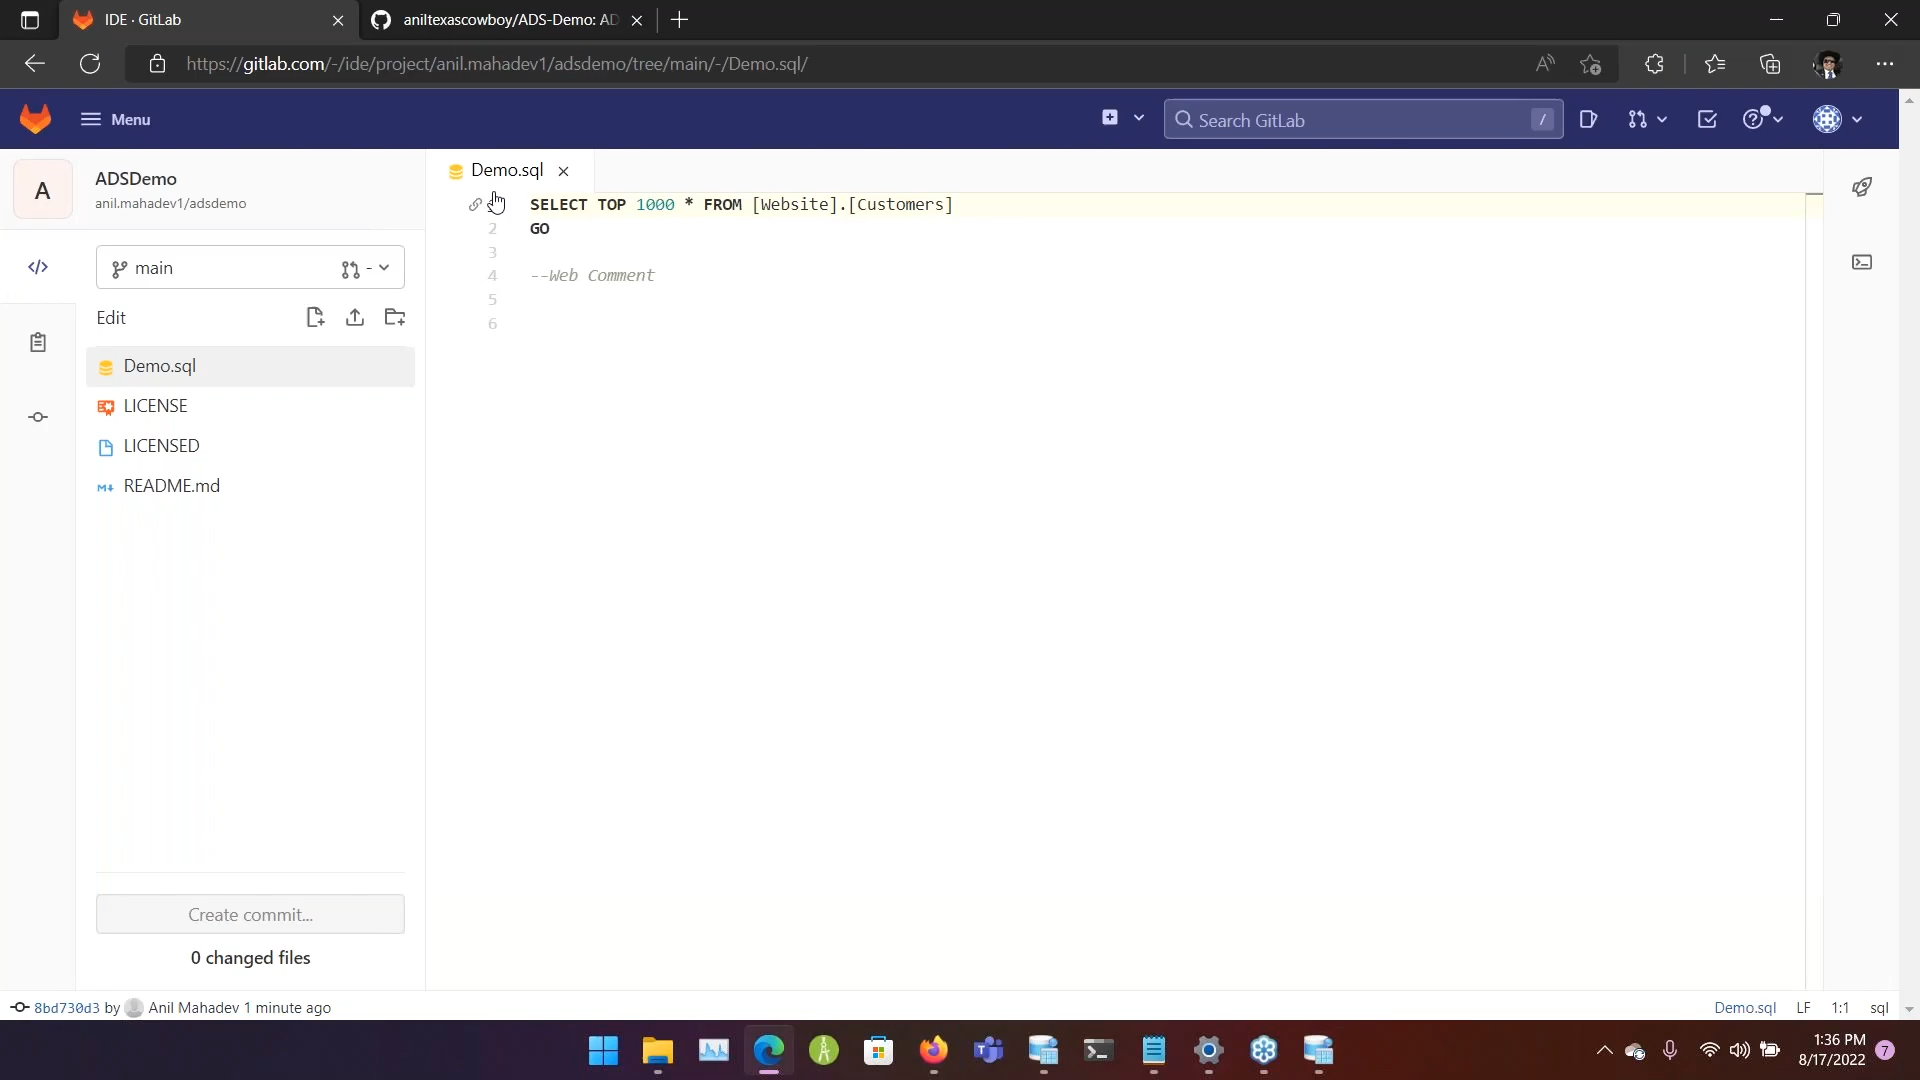 IDE · GitLab
aniltexascowboy/ADS-Demo: AD
https://gitlab.com/-/ide/project/anil.mahadev1/adsdemo/tree/main/-/Demo.sql/
Menu
Search GitLab
/
A
ADSDemo
anil.mahadev1/adsdemo
main
-
Edit
Demo.sql
LICENSE
LICENSED
README.md
Create commit...
0 changed files
Demo.sql
SELECT TOP 1000 * FROM [Website].[Customers]
2 GO
3
4 --Web Comment
5
6
8bd730d3 by Anil Mahadev 1 minute ago
Demo.sql LF 1:1 sql
1:36 PM
8/17/2022
7